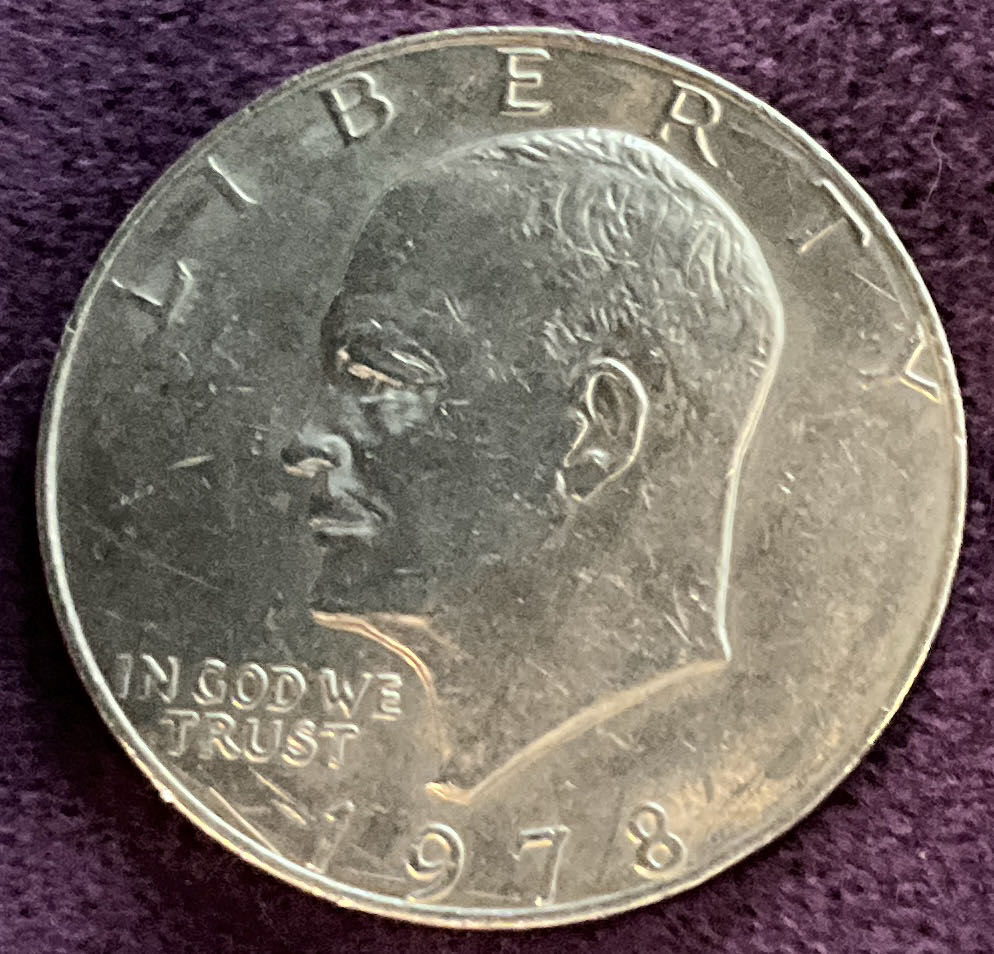 LIBERTY
IN GOD WE
TRUST
1978